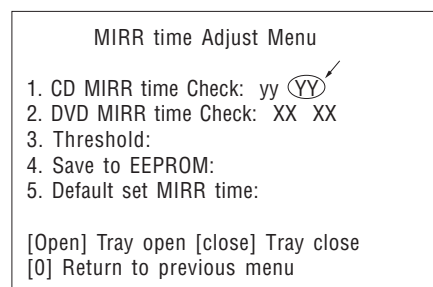 MIRR time Adjust Menu
1. CD MIRR time Check: yy YY
2. DVD MIRR time Check: XX XX
3. Threshold:
4. Save to EEPROM:
5. Default set MIRR time:
[Open] Tray open [close] Tray close
[0] Return to previous menu